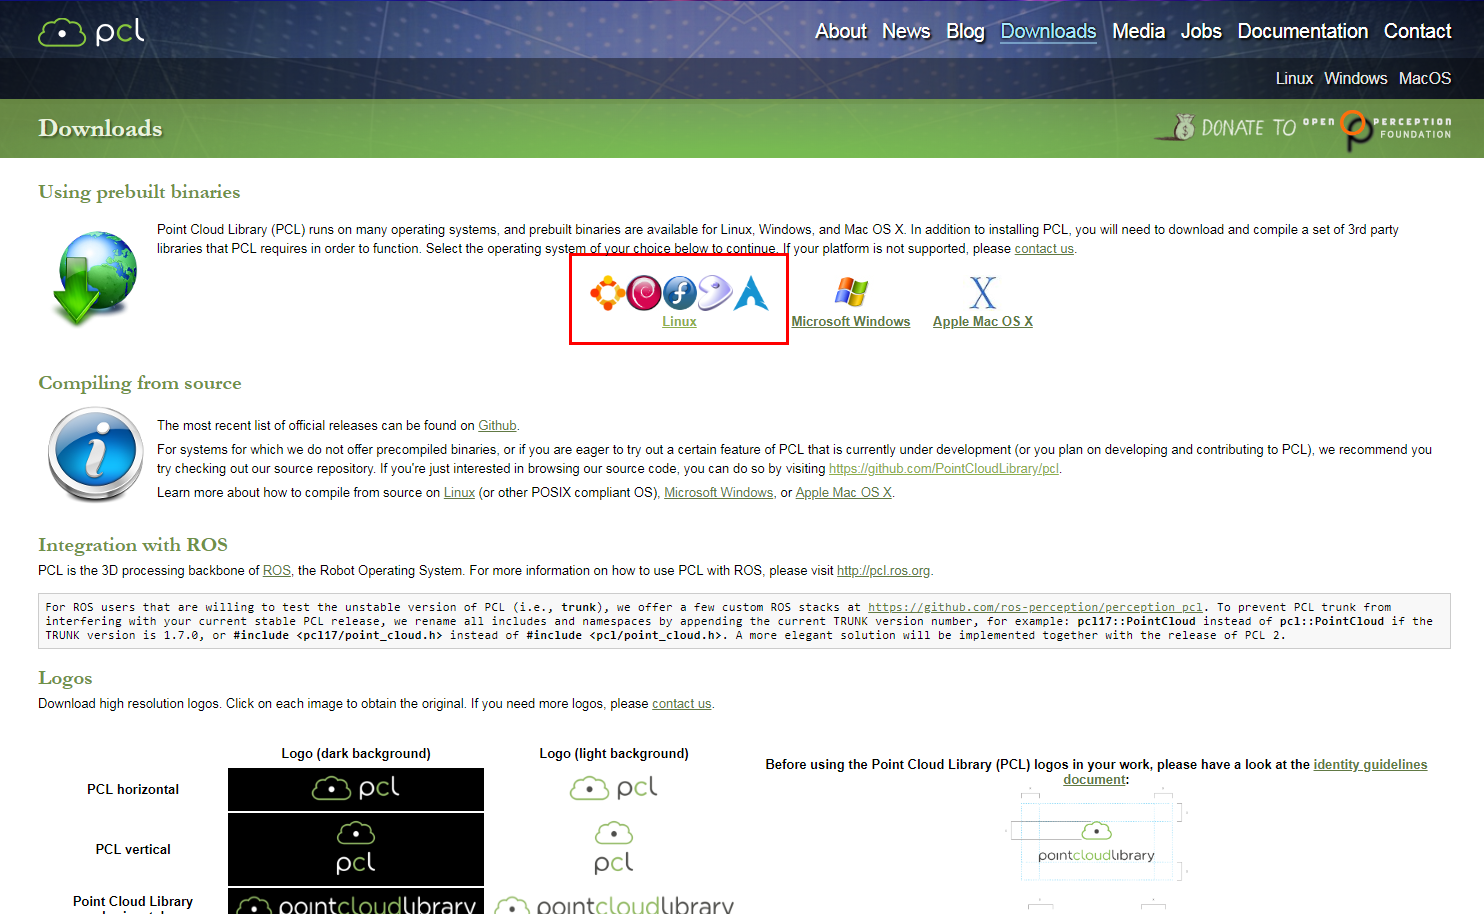 pcl
About News Blog Downloads Media Jobs Documentation Contact
Linux Windows MacOS
Downloads
DONATE TO OPEN PERCEPTION FOUNDATION
Using prebuilt binaries
Point Cloud Library (PCL) runs on many operating systems, and prebuilt binaries are available for Linux, Windows, and Mac OS X. In addition to installing PCL, you will need to download and compile a set of 3rd party
libraries that PCL requires in order to function. Select the operating system of your choice below to continue. If your platform is not supported, please contact us.
Linux
Microsoft Windows
Apple Mac OS X
Compiling from source
The most recent list of official releases can be found on Github.
For systems for which we do not offer precompiled binaries, or if you are eager to try out a certain feature of PCL that is currently under development (or you plan on developing and contributing to PCL), we recommend you
try checking out our source repository. If you're just interested in browsing our source code, you can do so by visiting https://github.com/PointCloudLibrary/pcl.
Learn more about how to compile from source on Linux (or other POSIX compliant OS), Microsoft Windows, or Apple Mac OS X.
Integration with ROS
PCL is the 3D processing backbone of ROS, the Robot Operating System. For more information on how to use PCL with ROS, please visit http://pcl.ros.org.
For ROS users that are willing to test the unstable version of PCL (i.e., trunk), we offer a few custom ROS stacks at https://github.com/ros-perception/perception_pcl. To prevent PCL trunk from
interfering with your current stable PCL release, we rename all includes and namespaces by appending the current TRUNK version number, for example: pcl17::PointCloud instead of pcl::PointCloud if the
TRUNK version is 1.7.0, or #include <pcl17/point_cloud.h> instead of #include <pcl/point_cloud.h>. A more elegant solution will be implemented together with the release of PCL 2.
Logos
Download high resolution logos. Click on each image to obtain the original. If you need more logos, please contact us.
Logo (dark background)
Logo (light background)
Before using the Point Cloud Library (PCL) logos in your work, please have a look at the identity guidelines
document:
PCL horizontal
pcl
pcl
PCL vertical
pcl
pcl
pointcloudlibrary
Point Cloud Library
pointcloudlibrary
pointcloudlibrary